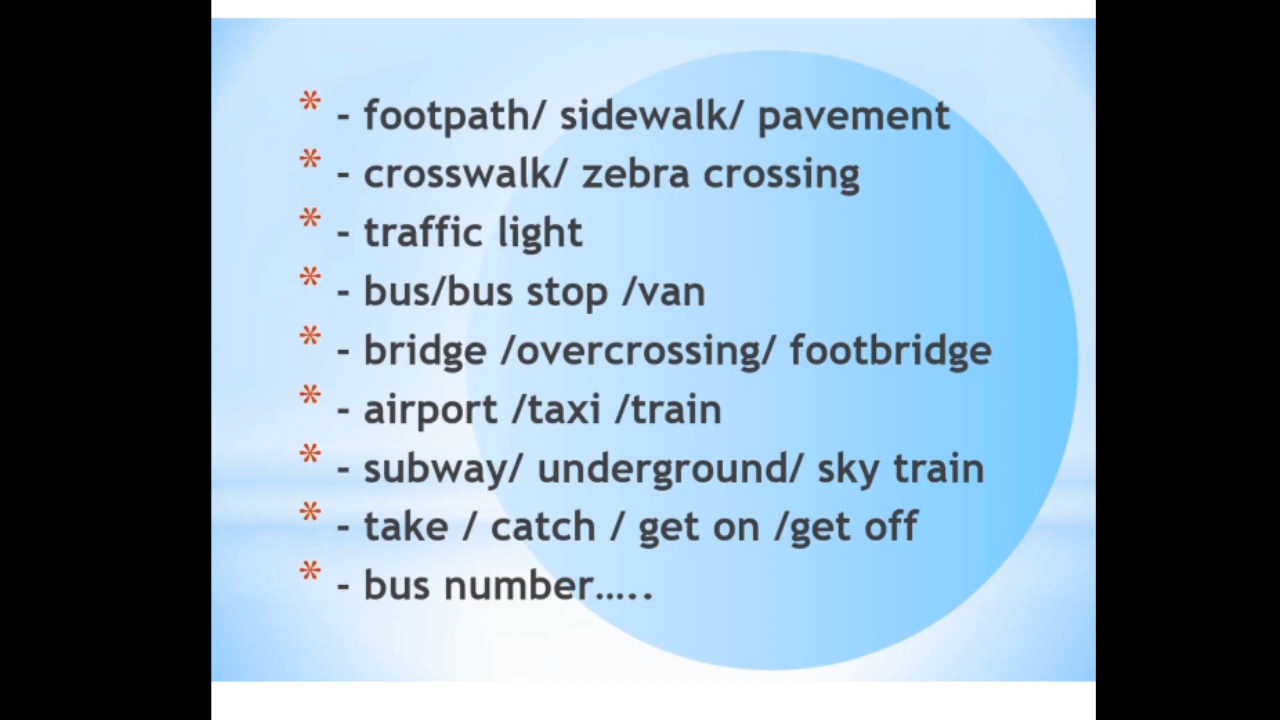 * - footpath/ sidewalk/ pavement
* - crosswalk/ zebra crossing
* - traffic light
* - bus/bus stop /van
* - bridge /overcrossing/ footbridge
* - airport /taxi /train
* - subway/ underground/ sky train
* - take / catch / get on /get off
* - bus number.....